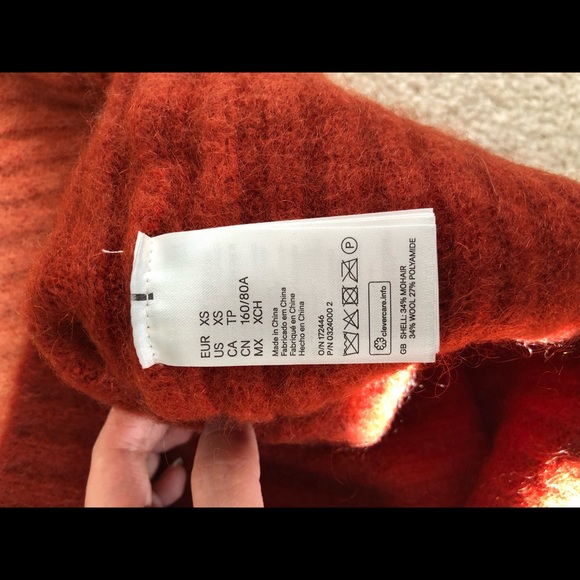 EUR XS
US XS
CA TP
CN 160/80A
MX XCH
Made in China
Fabricado em China
Fabriqué en Chine
Hecho en China
O/N 172446
P/N 0324000 2
P
clevercare.info
GB SHELL: 34% MOHAIR
34% WOOL 27% POLYAMIDE